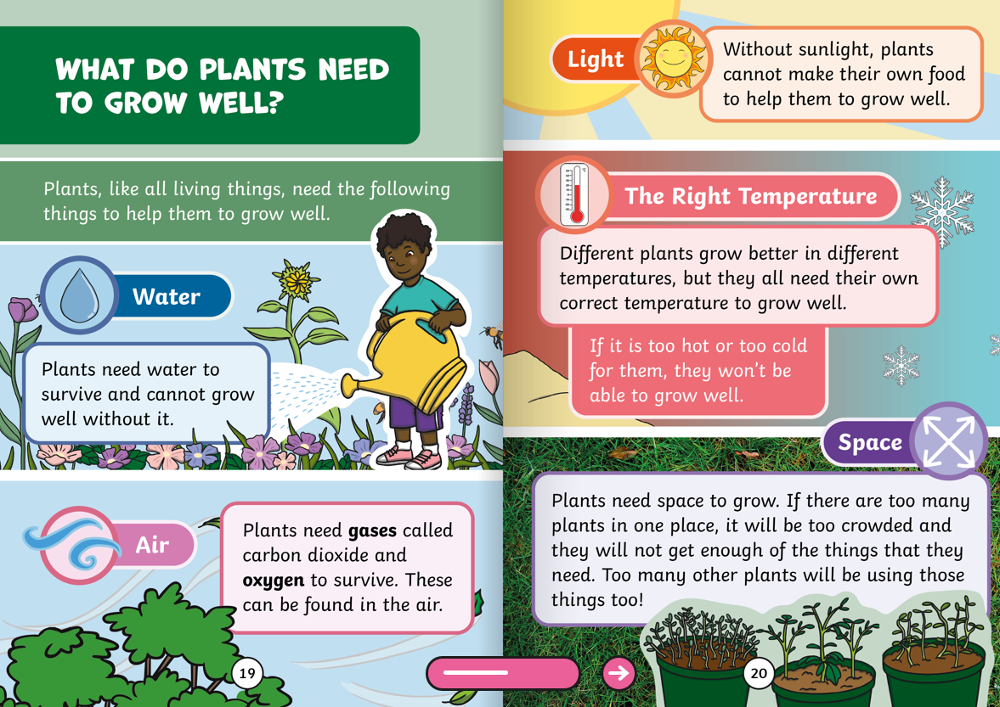 WHAT DO PLANTS NEED
TO GROW WELL?
Plants, like all living things, need the following
things to help them to grow well.
Water
Plants need water to
survive and cannot grow
well without it.
Air
Plants need gases called
carbon dioxide and
oxygen to survive. These
can be found in the air.
19
Light
Without sunlight, plants
cannot make their own food
to help them to grow well.
The Right Temperature
°C
Different plants grow better in different
temperatures, but they all need their own
correct temperature to grow well.
If it is too hot or too cold
for them, they won't be
able to grow well.
Space
Plants need space to grow. If there are too many
plants in one place, it will be too crowded and
they will not get enough of the things that they
need. Too many other plants will be using those
things too!
20